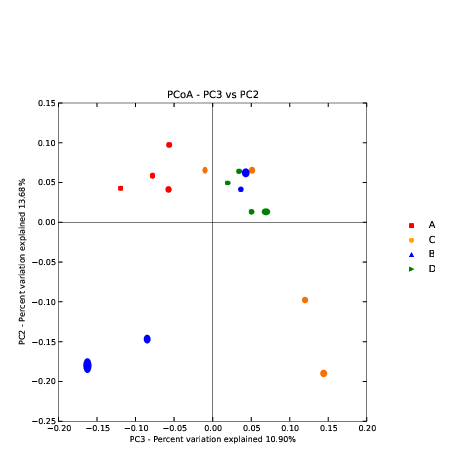 PCoA - PC3 vs PC2
0.15
0.10
0.05
0.00
−0.05
−0.10
−0.15
−0.20
−0.25
PC2 - Percent variation explained 13.68%
−0.20 −0.15 −0.10 −0.05 0.00 0.05 0.10 0.15 0.20
PC3 - Percent variation explained 10.90%
A
C
B
D